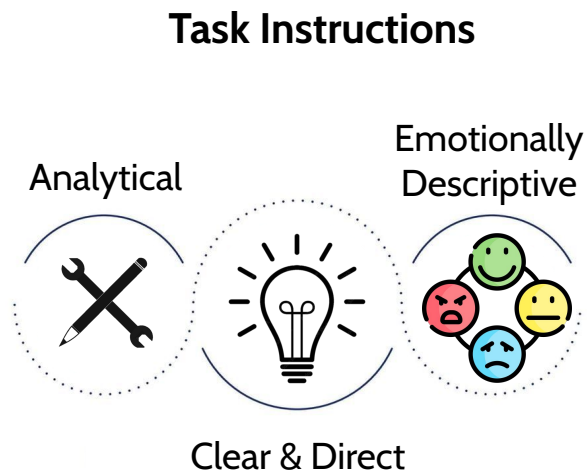 Task Instructions
Analytical
Emotionally
Descriptive
Clear & Direct